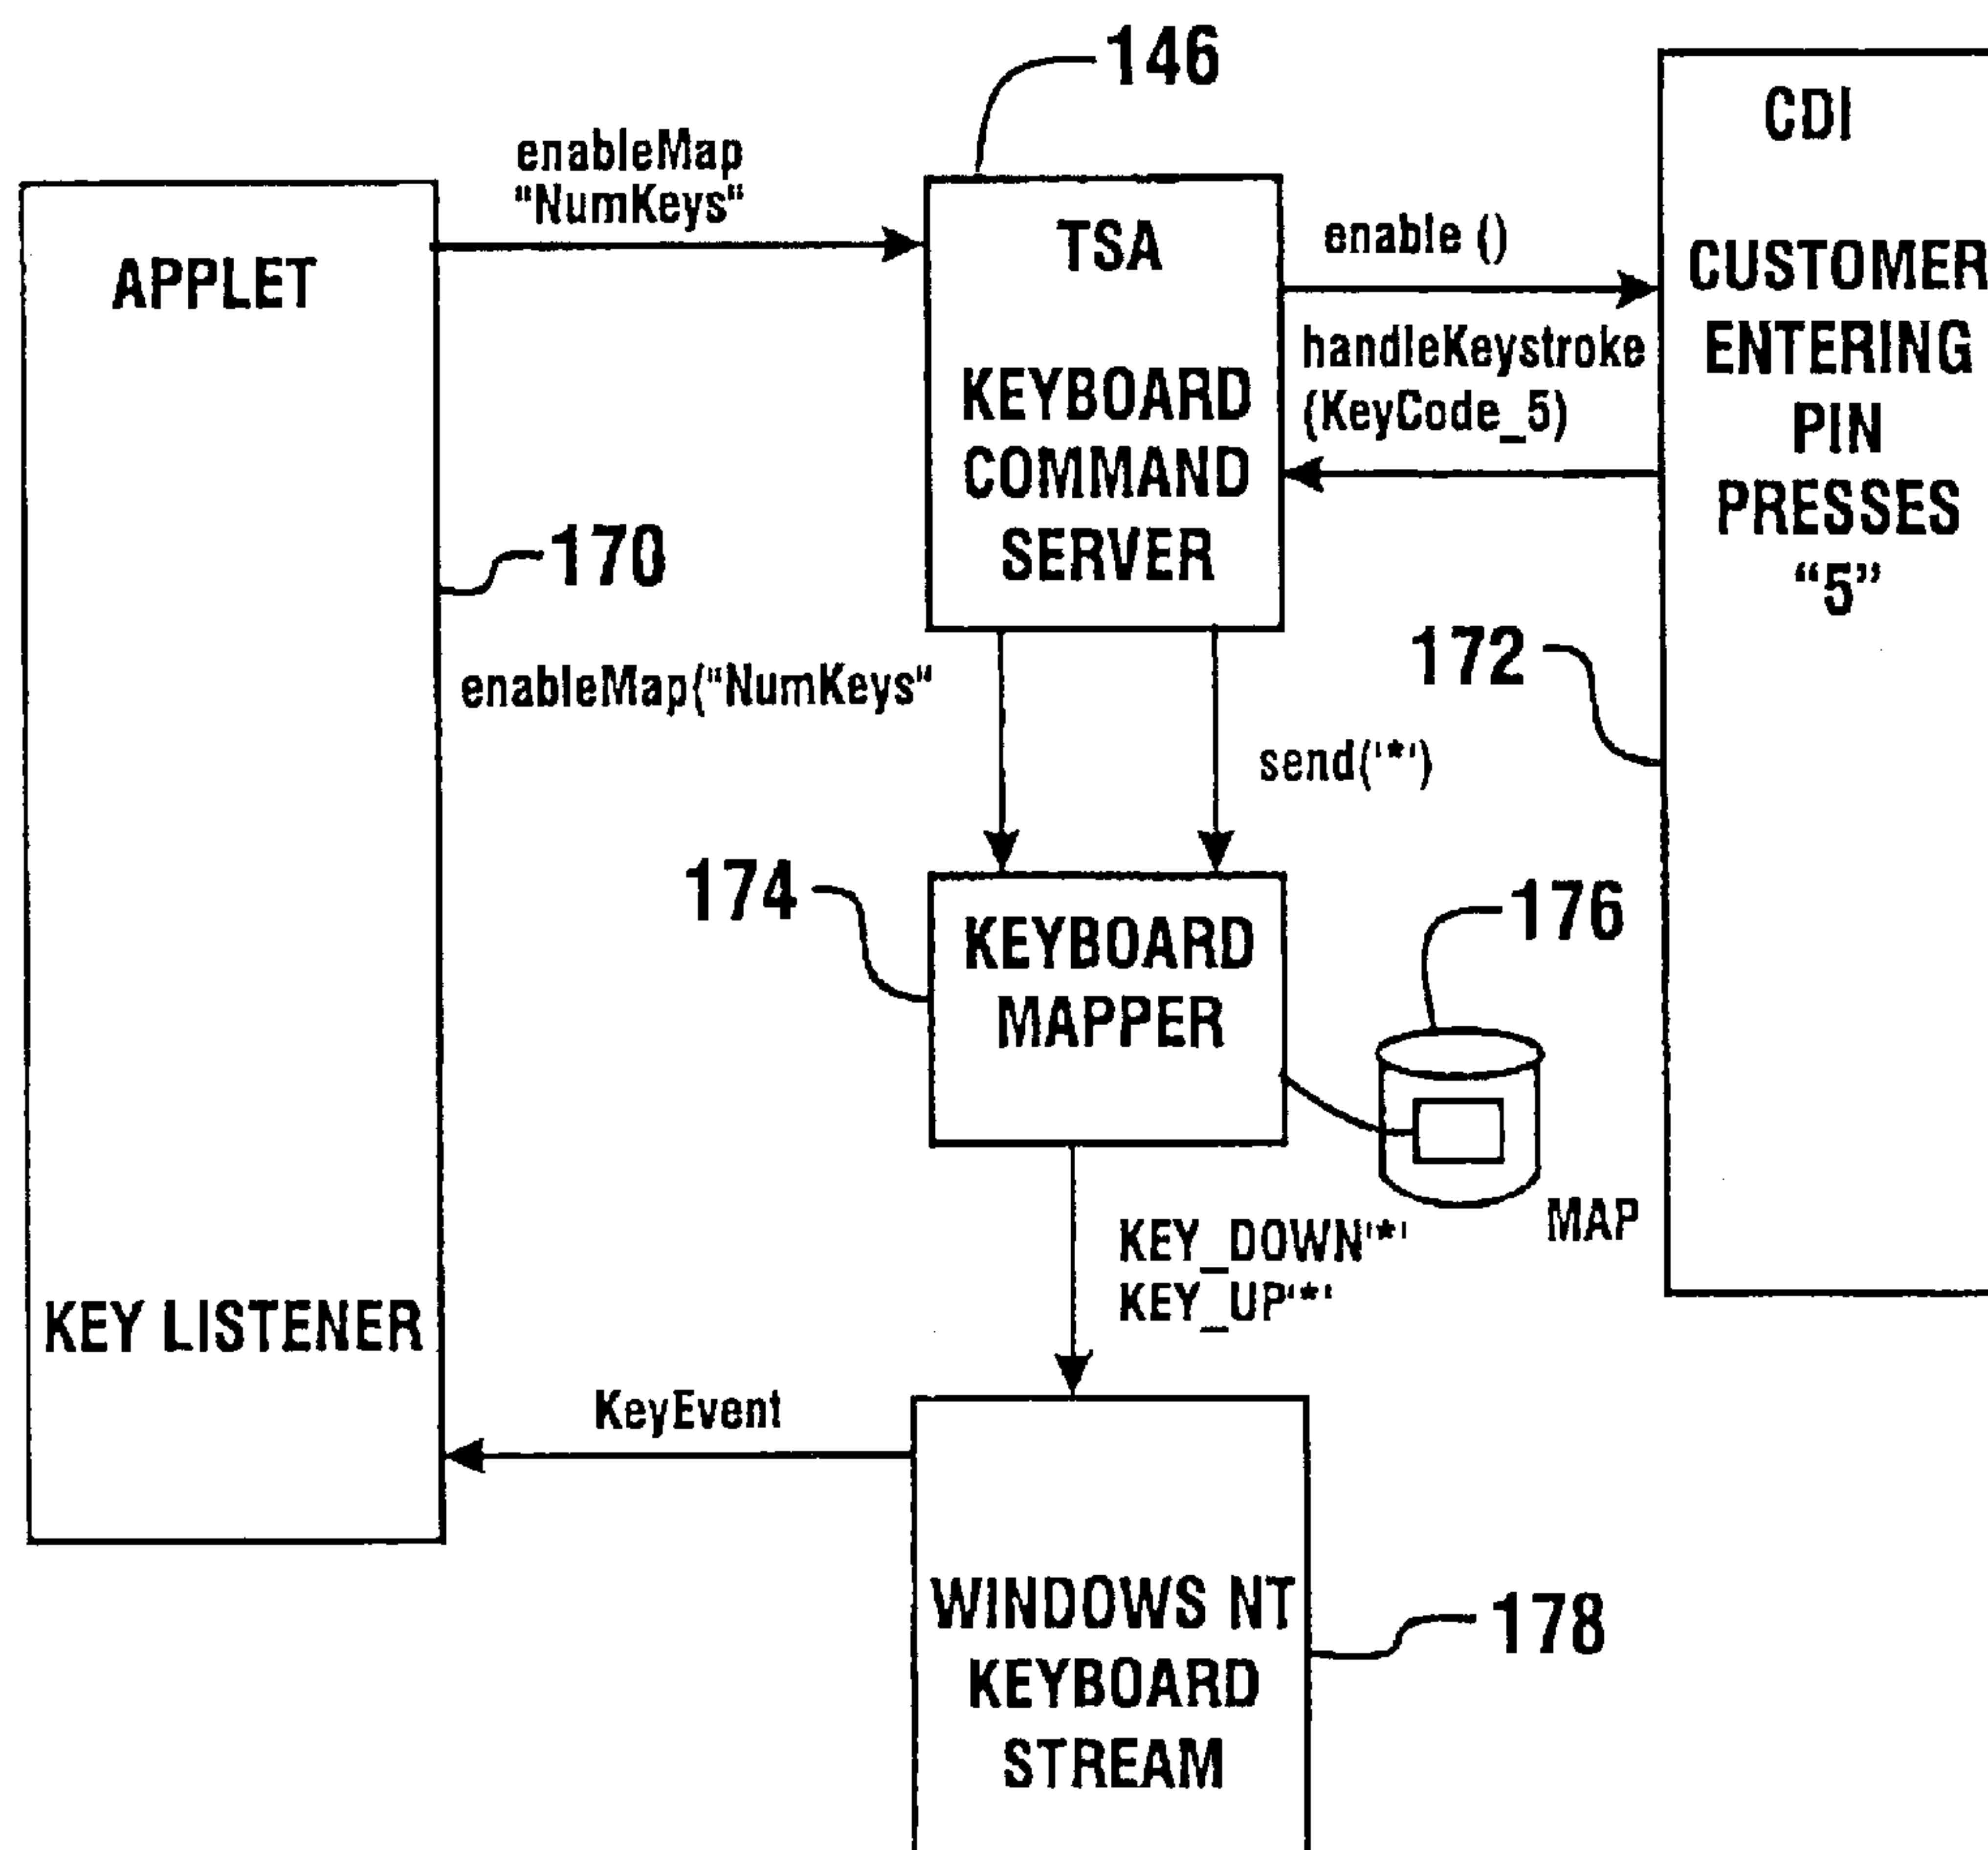 146
CDI
enableMap
"NumKeys"
APPLET
TSA
KEYBOARD
COMMAND
SERVER
enable ()
handleKeystroke
(KeyCode_5)
CUSTOMER
ENTERING
PIN
PRESSES
“5”
170
172
enableMap("NumKeys"
send('*')
174
KEYBOARD
MAPPER
176
MAP
KEY_DOWN'*'
KEY_UP'*'
KEY LISTENER
KeyEvent
WINDOWS NT
KEYBOARD
STREAM
178